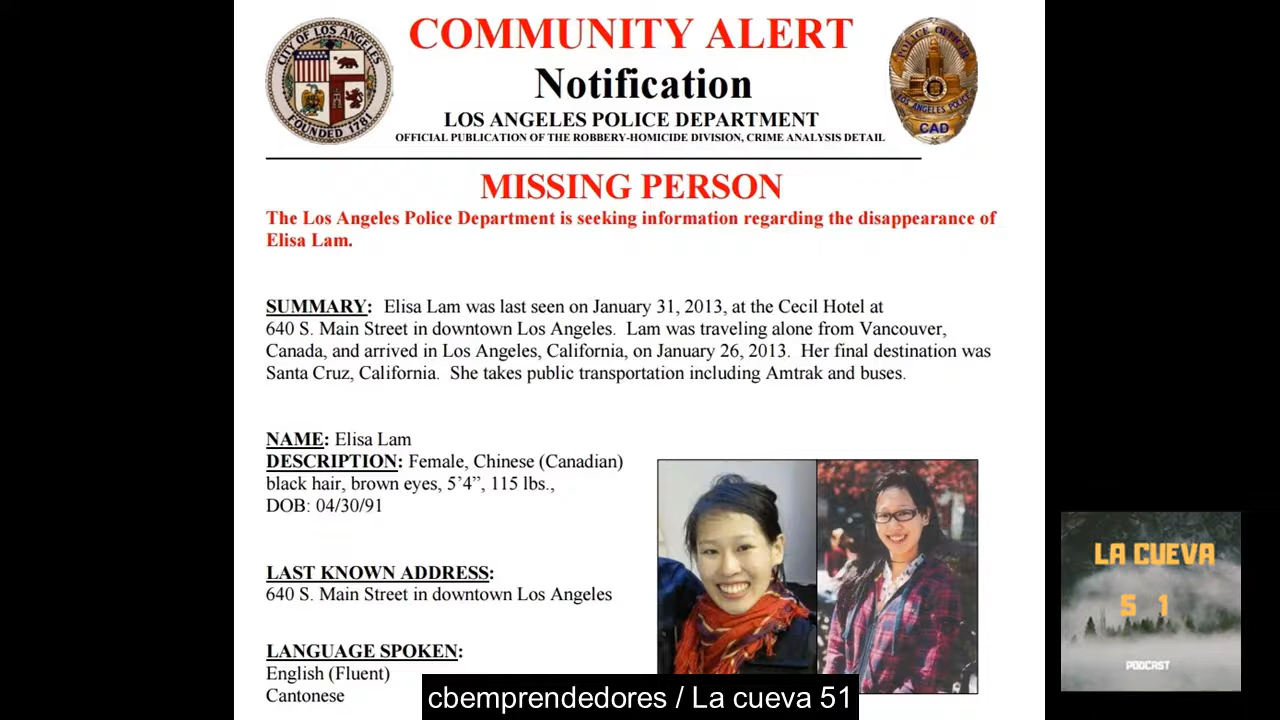 COMMUNITY ALERT
Notification
LOS ANGELES POLICE DEPARTMENT
OFFICIAL PUBLICATION OF THE ROBBERY-HOMICIDE DIVISION, CRIME ANALYSIS DETAIL
CITY OF LOS ANGELES
FOUNDED 1781
POLICE OFFICER
LOS ANGELES POLICE
CAD
MISSING PERSON
The Los Angeles Police Department is seeking information regarding the disappearance of
Elisa Lam.
SUMMARY: Elisa Lam was last seen on January 31, 2013, at the Cecil Hotel at
640 S. Main Street in downtown Los Angeles. Lam was traveling alone from Vancouver,
Canada, and arrived in Los Angeles, California, on January 26, 2013. Her final destination was
Santa Cruz, California. She takes public transportation including Amtrak and buses.
NAME: Elisa Lam
DESCRIPTION: Female, Chinese (Canadian)
black hair, brown eyes, 5’4”, 115 lbs.,
DOB: 04/30/91
LAST KNOWN ADDRESS:
640 S. Main Street in downtown Los Angeles
LANGUAGE SPOKEN:
English (Fluent)
Cantonese
LA CUEVA
5 1
PODCAST
cbemprendedores / La cueva 51